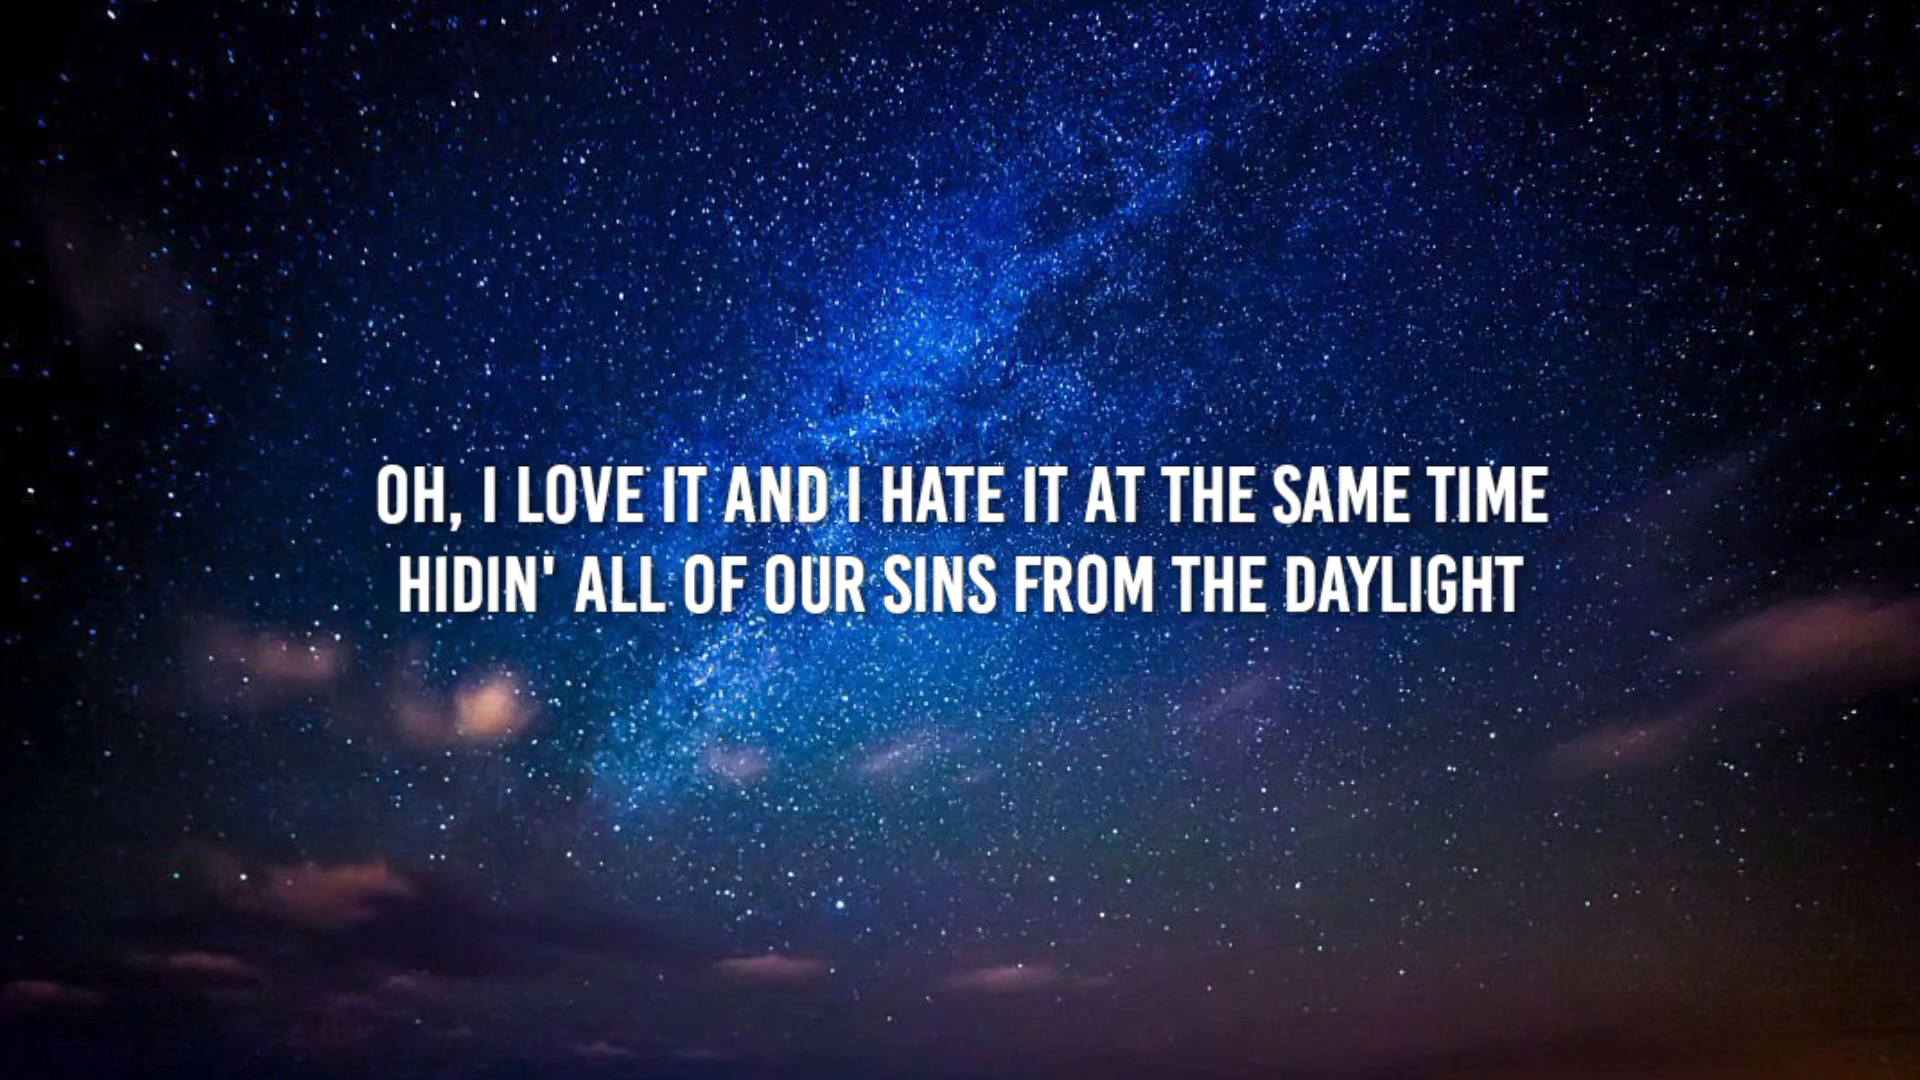 OH, I LOVE IT AND I HATE IT AT THE SAME TIME
HIDIN' ALL OF OUR SINS FROM THE DAYLIGHT